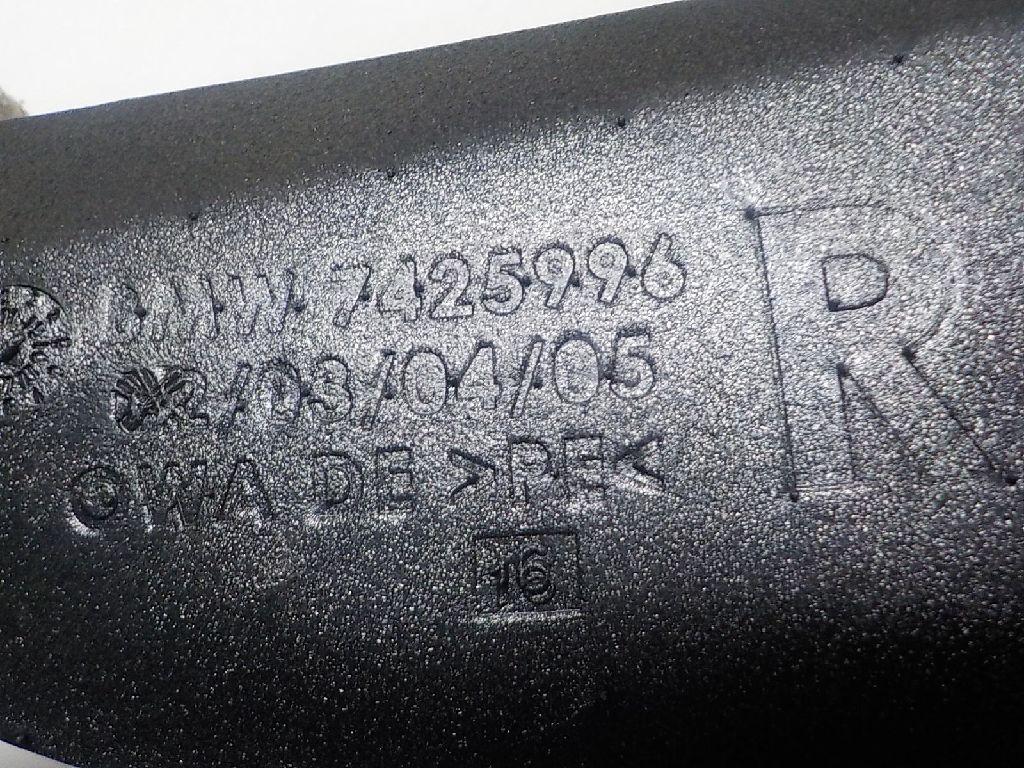 BMW 7425996
02/03/04/05
OWA DE >PE<
16
R